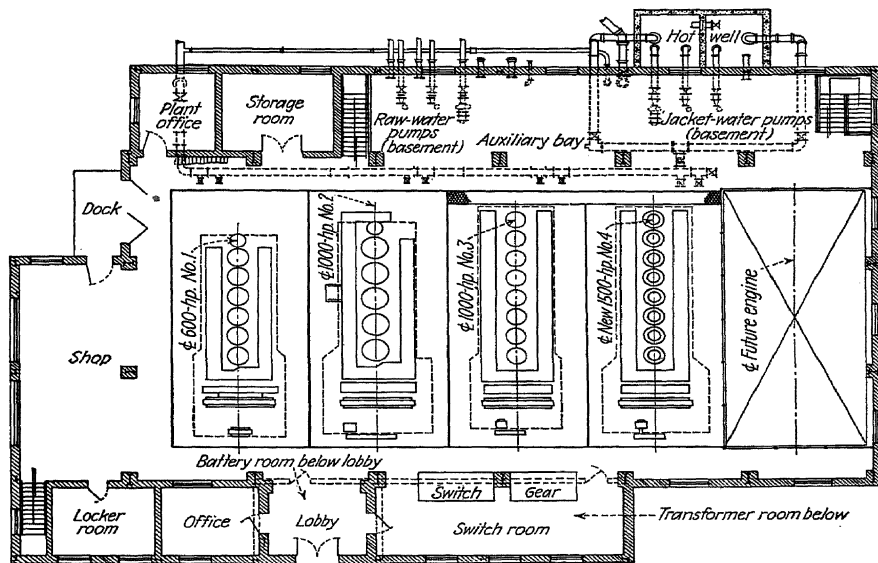 Hot well
Plant
office
Storage
room
Raw-water
pumps
(basement)
Auxiliary bay
Jacket-water pumps
(basement)
Dock
℄ 600-hp. No.1
℄ 1000-hp. No.2
℄ 1000-hp. No.3
℄ New 1500-hp. No.4
℄ Future engine
Shop
Battery room below lobby
Switch Gear
Locker
room
Office
Lobby
Switch room
Transformer room below